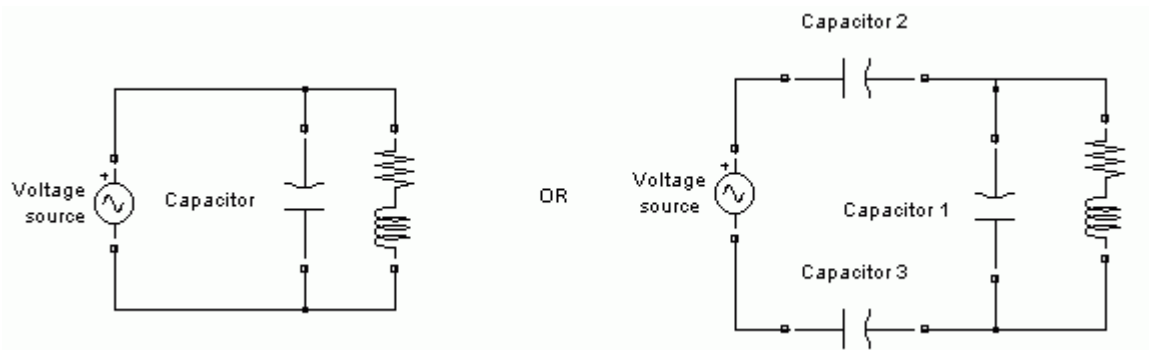 Capacitor 2
+
Voltage
source
Capacitor
OR
+
Voltage
source
Capacitor 1
Capacitor 3